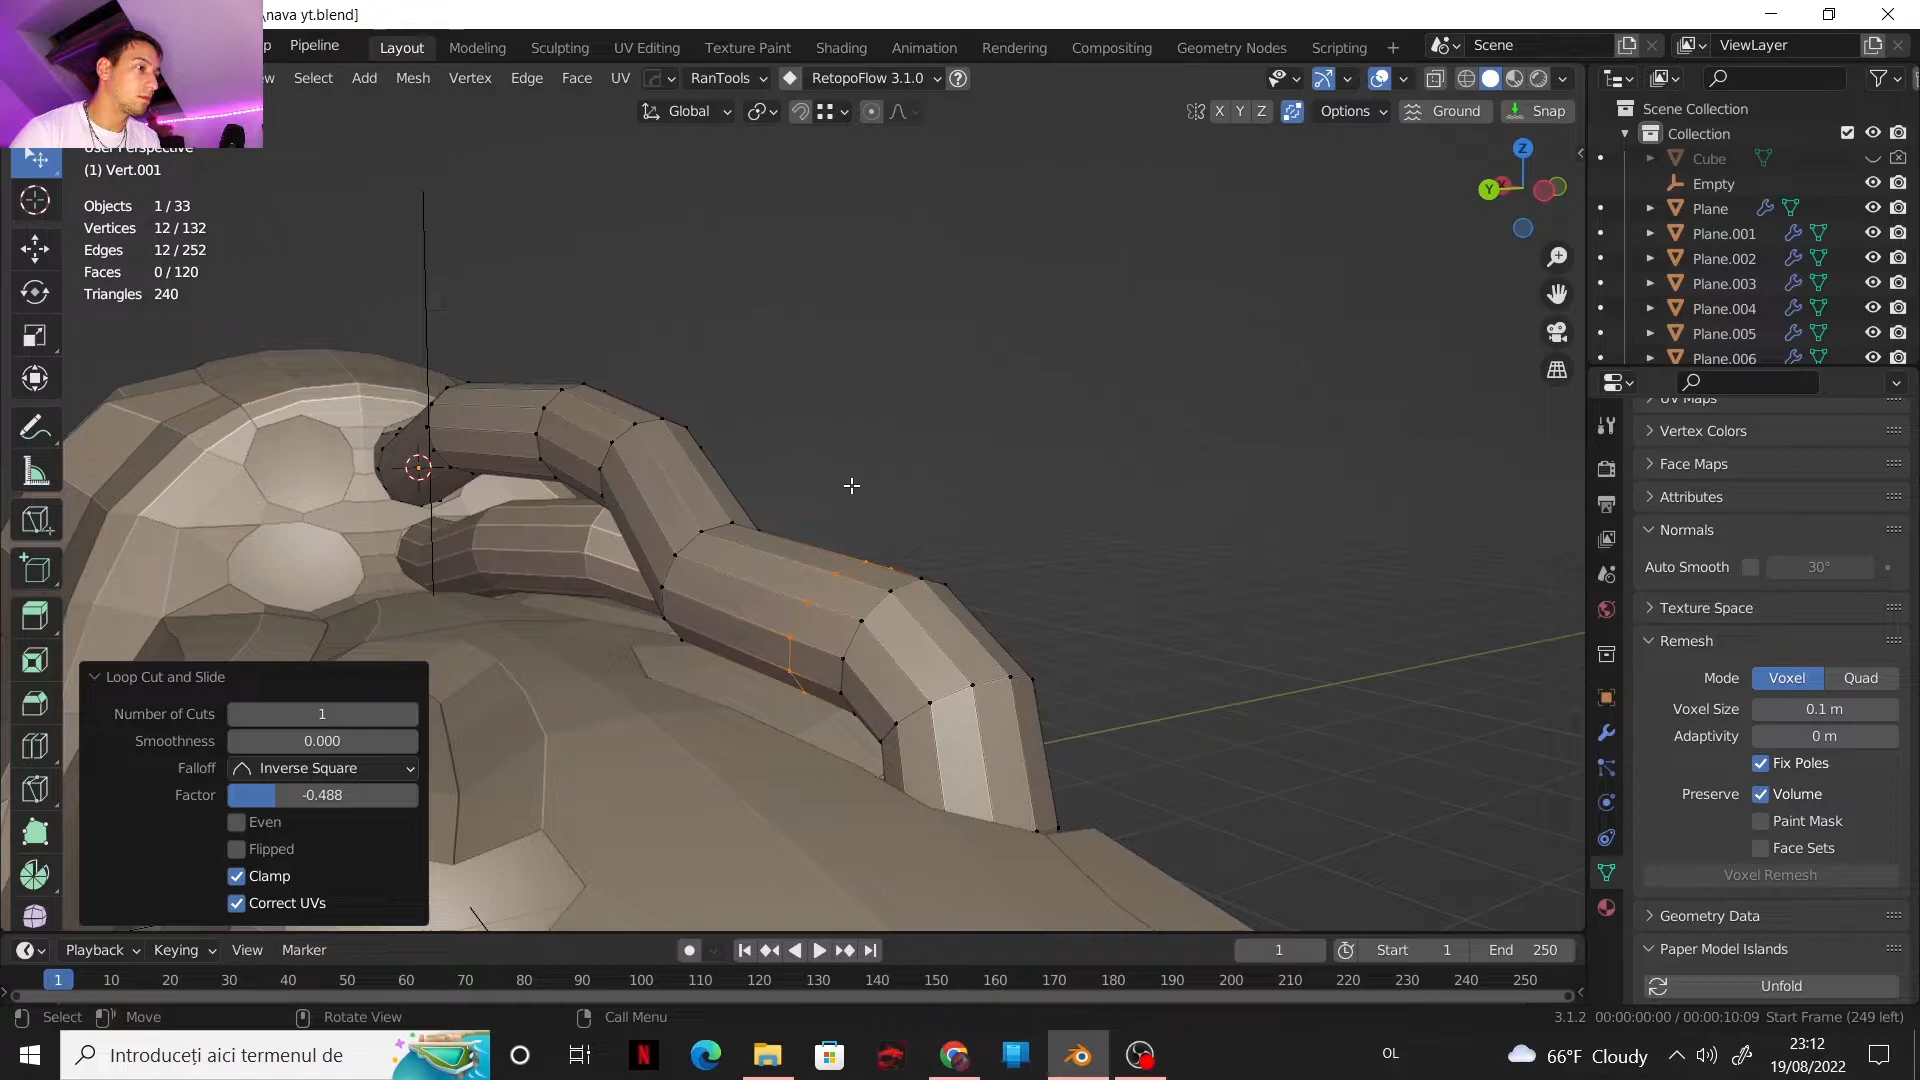 \nava yt.blend]
Pipeline
Layout
Modeling
Sculpting
UV Editing
Texture Paint
Shading
Animation
Rendering
Compositing
Geometry Nodes
Scripting
Scene
ViewLayer
Select
Add
Mesh
Vertex
Edge
Face
UV
RanTools
RetopoFlow 3.1.0
Global
X
Y
Z
Options
Ground
Snap
User Perspective
(1) Vert.001
Objects 1 / 33
Vertices 12 / 132
Edges 12 / 252
Faces 0 / 120
Triangles 240
Z
Y
Scene Collection
Collection
Cube
Empty
Plane
Plane.001
Plane.002
Plane.003
Plane.004
Plane.005
Plane.006
UV Maps
Vertex Colors
Face Maps
Attributes
Normals
Auto Smooth 30°
Texture Space
Remesh
Mode Voxel Quad
Voxel Size 0.1 m
Adaptivity 0 m
Fix Poles
Preserve Volume
Paint Mask
Face Sets
Voxel Remesh
Geometry Data
Paper Model Islands
Unfold
Loop Cut and Slide
Number of Cuts 1
Smoothness 0.000
Falloff Inverse Square
Factor -0.488
Even
Flipped
Clamp
Correct UVs
Playback
Keying
View
Marker
1
Start 1
End 250
1 10 20 30 40 50 60 70 80 90 100 110 120 130 140 150 160 170 180 190 200 210 220 230 240 250
Select
Move
Rotate View
Call Menu
3.1.2 00:00:00:00 / 00:00:10:09 Start Frame (249 left)
Introduceți aici termenul de
OL
66°F Cloudy
23:12
19/08/2022